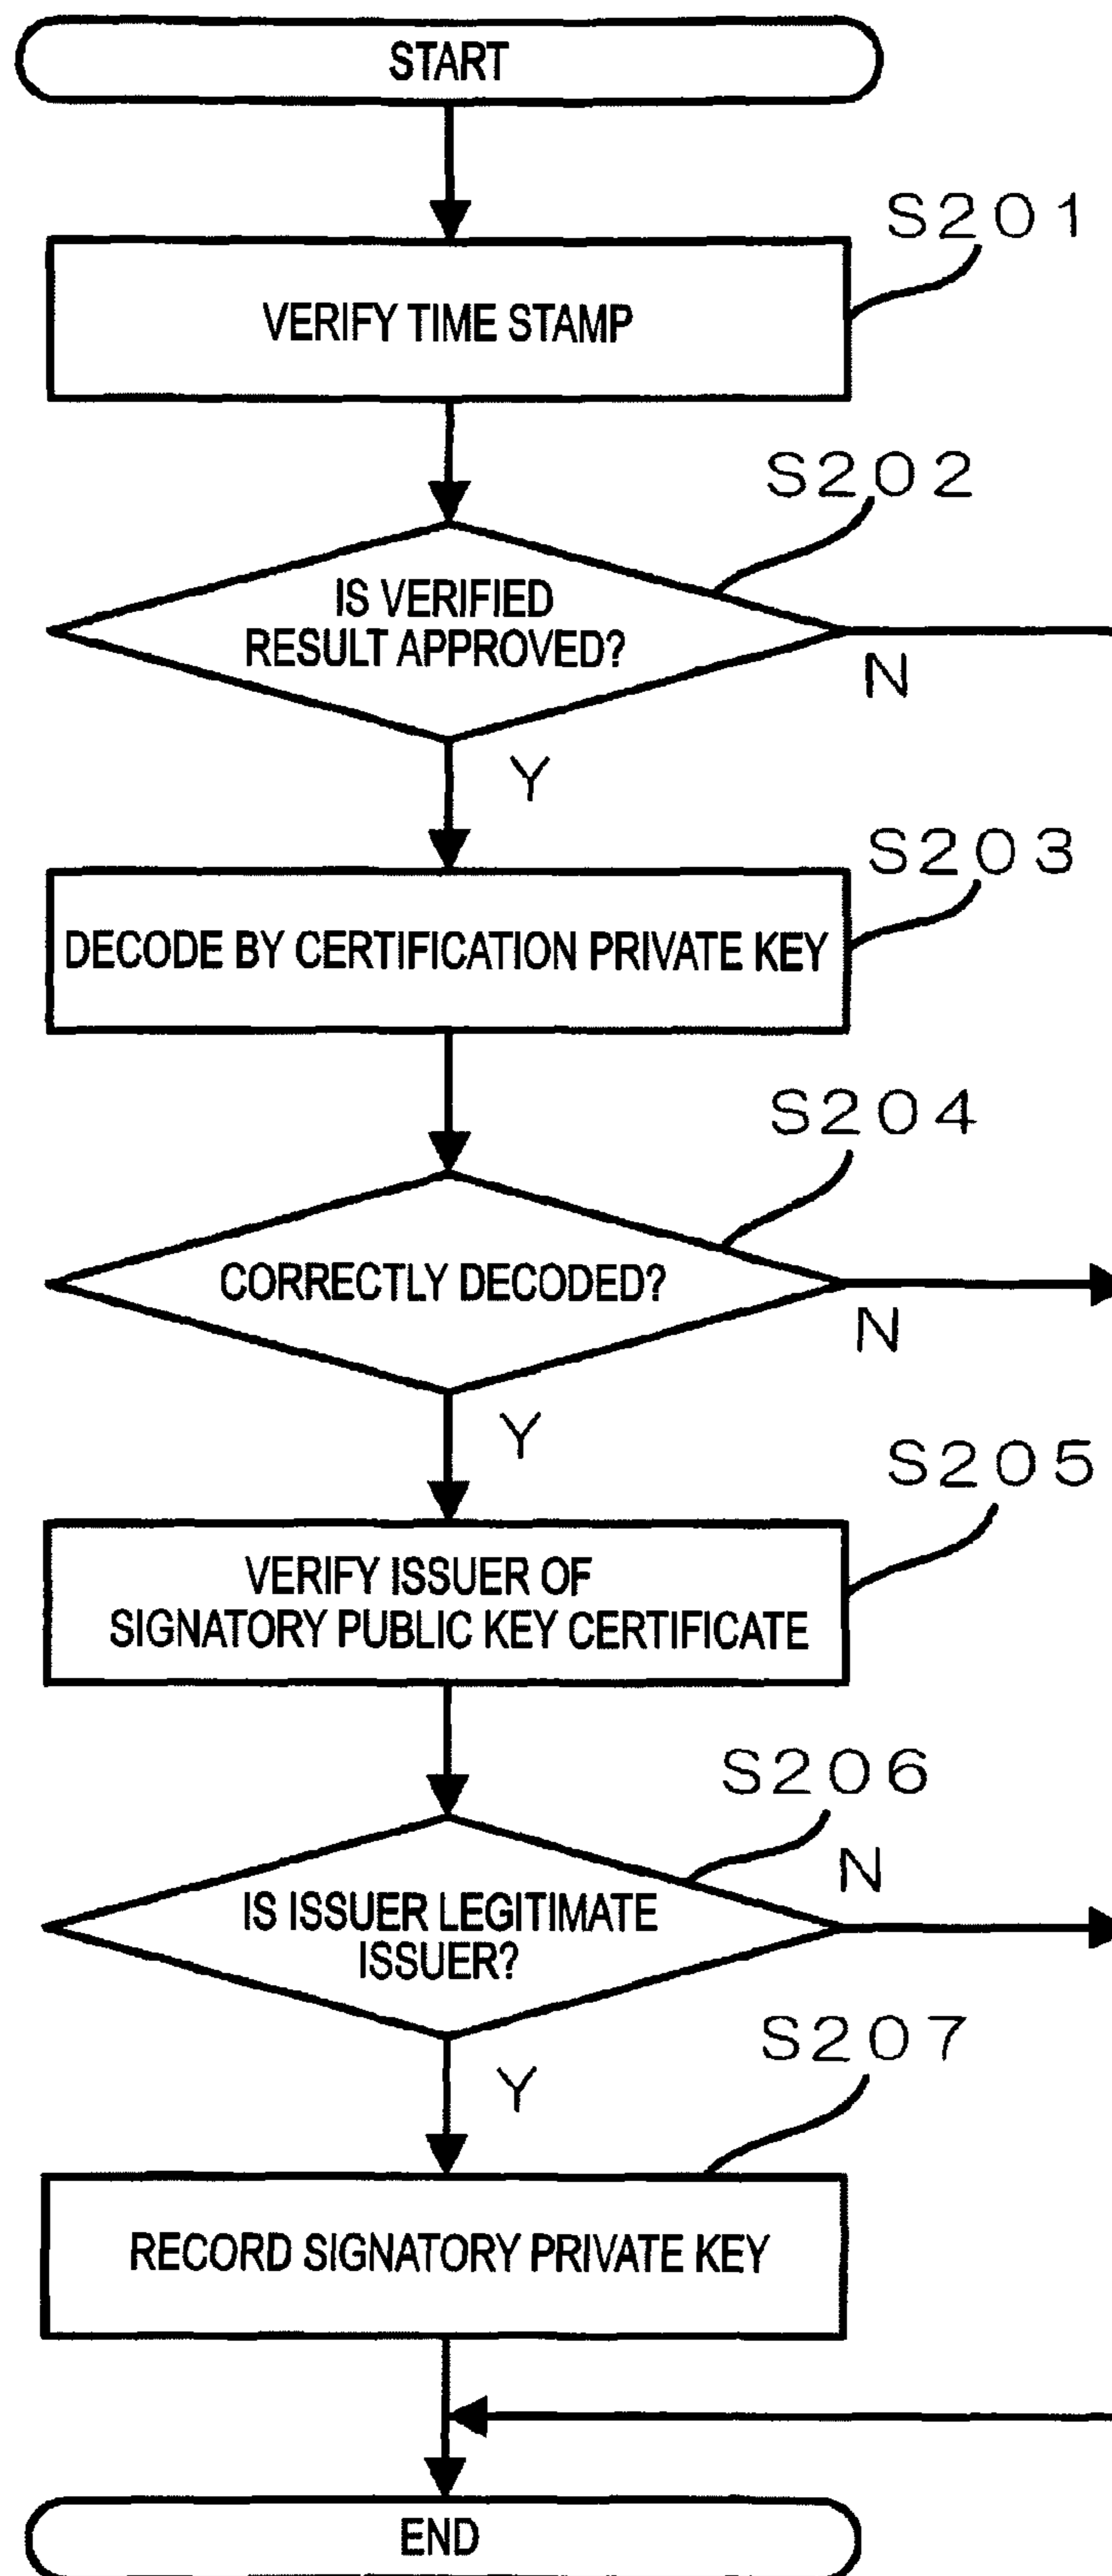 START
S201
VERIFY TIME STAMP
S202
IS VERIFIED
RESULT APPROVED?
N
Y
S203
DECODE BY CERTIFICATION PRIVATE KEY
S204
CORRECTLY DECODED?
N
Y
S205
VERIFY ISSUER OF
SIGNATORY PUBLIC KEY CERTIFICATE
S206
N
IS ISSUER LEGITIMATE
ISSUER?
S207
Y
RECORD SIGNATORY PRIVATE KEY
END